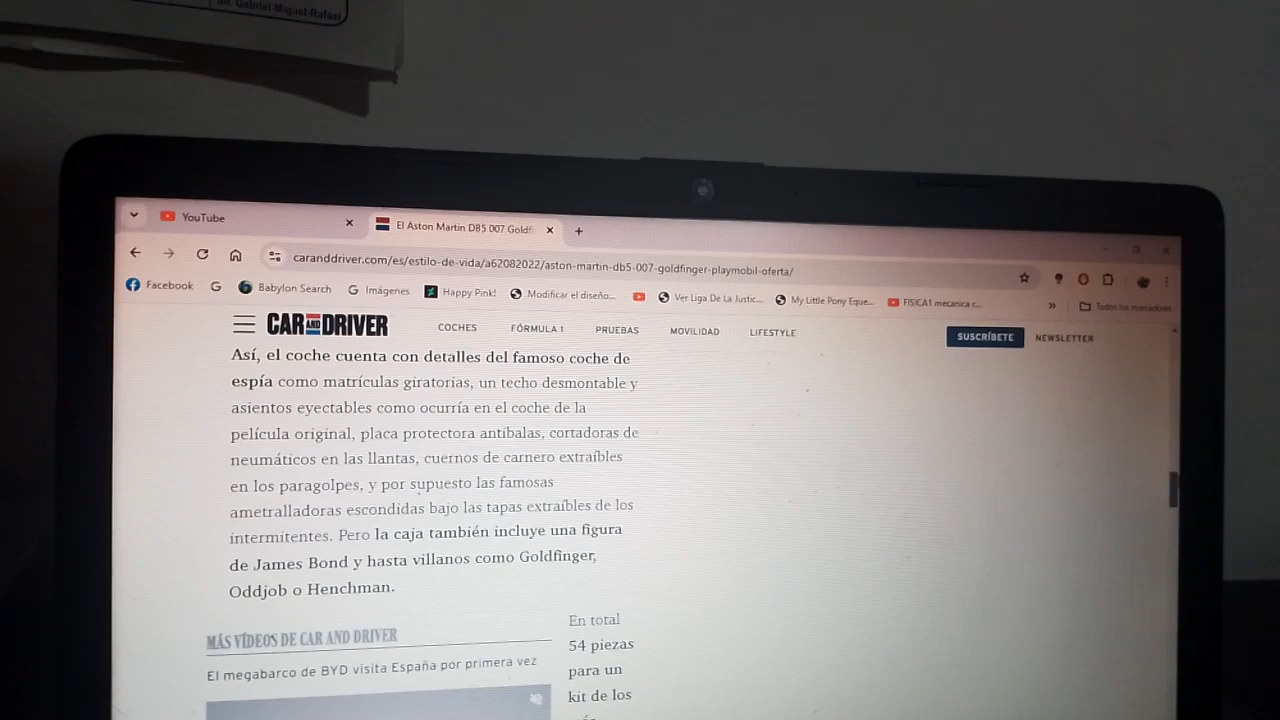 Gabriel-Miguel-Rafael
YouTube
El Aston Martin DB5 007 Goldf
caranddriver.com/es/estilo-de-vida/a62082022/aston-martin-db5-007-goldfinger-playmobil-oferta/
Facebook
Babylon Search
Imágenes
Happy Pink!
Modificar el diseño...
Ver Liga De La Justic...
My Little Pony Eque...
FISICA1 mecanica c...
»
Todos los marcadores
CAR AND DRIVER
COCHES
FÓRMULA 1
PRUEBAS
MOVILIDAD
LIFESTYLE
SUSCRÍBETE
NEWSLETTER
Así, el coche cuenta con detalles del famoso coche de
espía como matrículas giratorias, un techo desmontable y
asientos eyectables como ocurría en el coche de la
película original, placa protectora antibalas, cortadoras de
neumáticos en las llantas, cuernos de carnero extraíbles
en los paragolpes, y por supuesto las famosas
ametralladoras escondidas bajo las tapas extraíbles de los
intermitentes. Pero la caja también incluye una figura
de James Bond y hasta villanos como Goldfinger,
Oddjob o Henchman.
MÁS VÍDEOS DE CAR AND DRIVER
El megabarco de BYD visita España por primera vez
En total
54 piezas
para un
kit de los